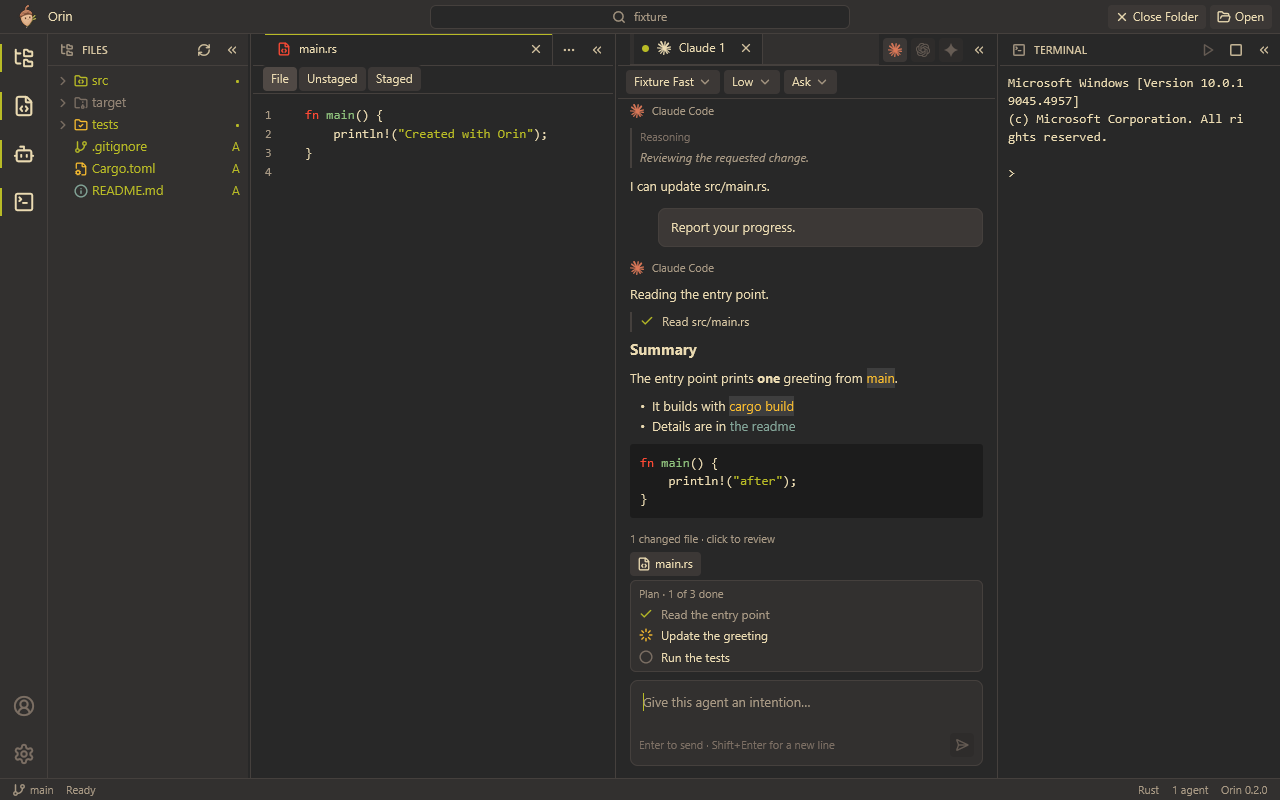 Orin
fixture
Close Folder
Open
FILES
src
target
tests
.gitignore A
Cargo.toml A
README.md A
main.rs
File Unstaged Staged
1 fn main() {
2 println!("Created with Orin");
3 }
4
Claude 1
Fixture Fast Low Ask
Claude Code
Reasoning
Reviewing the requested change.
I can update src/main.rs.
Report your progress.
Claude Code
Reading the entry point.
Read src/main.rs
Summary
The entry point prints one greeting from main.
• It builds with cargo build
• Details are in the readme
fn main() {
println!("after");
}
1 changed file · click to review
main.rs
Plan · 1 of 3 done
Read the entry point
Update the greeting
Run the tests
Give this agent an intention...
Enter to send · Shift+Enter for a new line
TERMINAL
Microsoft Windows [Version 10.0.1
9045.4957]
(c) Microsoft Corporation. All ri
ghts reserved.
>
main Ready
Rust 1 agent Orin 0.2.0